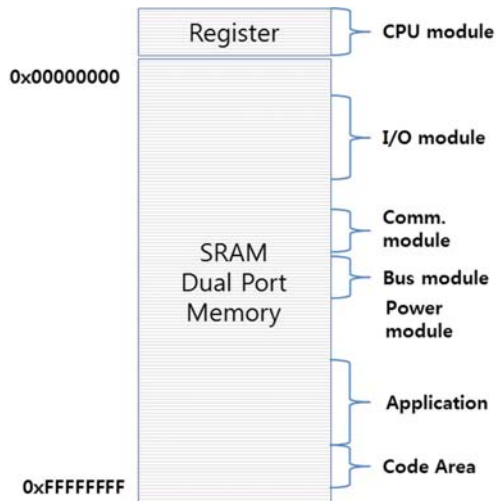 Register
CPU module
0x00000000
I/O module
Comm.
module
SRAM
Dual Port
Memory
Bus module
Power
module
Application
Code Area
0xFFFFFFFF